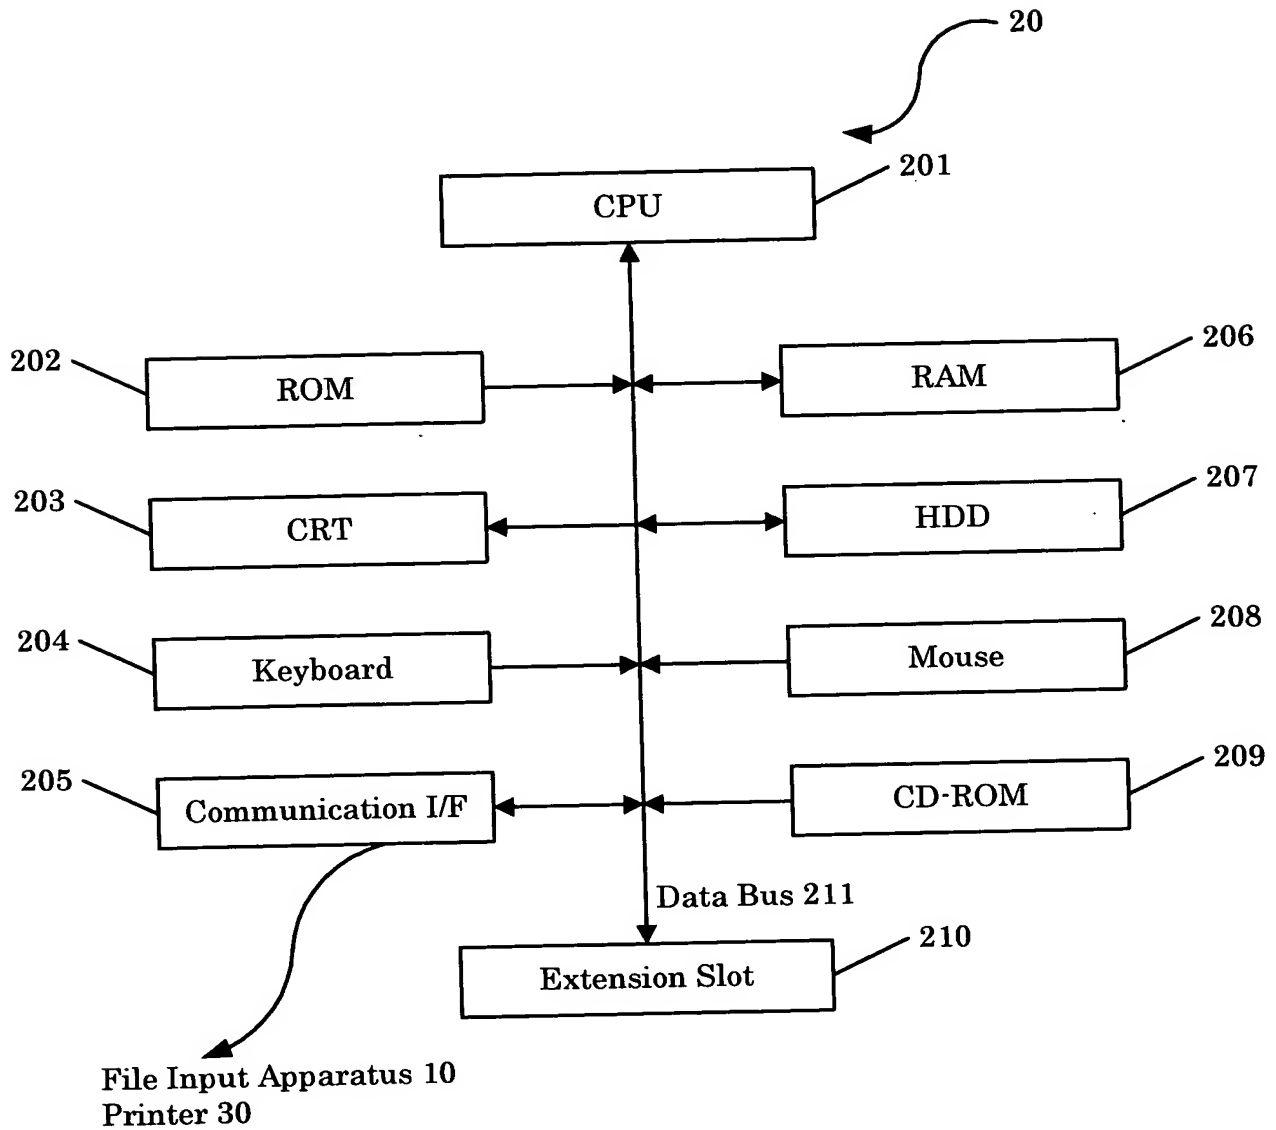 20
CPU
201
202
ROM
RAM
206
203
CRT
HDD
207
204
Keyboard
Mouse
208
205
Communication I/F
CD-ROM
209
Data Bus 211
210
Extension Slot
File Input Apparatus 10
Printer 30